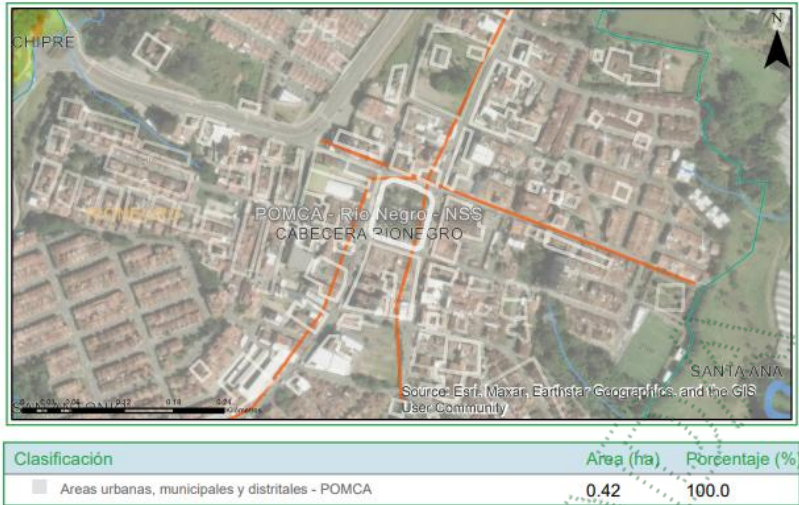 N
CHIPRE
RIONEGRO
POMCA - Río Negro - NSS
CABECERA RIONEGRO
SANTA ANA
Source: Esri, Maxar, Earthstar Geographics, and the GIS
User Community
Clasificación Area (ha) Porcentaje (%)
Areas urbanas, municipales y distritales - POMCA 0.42 100.0